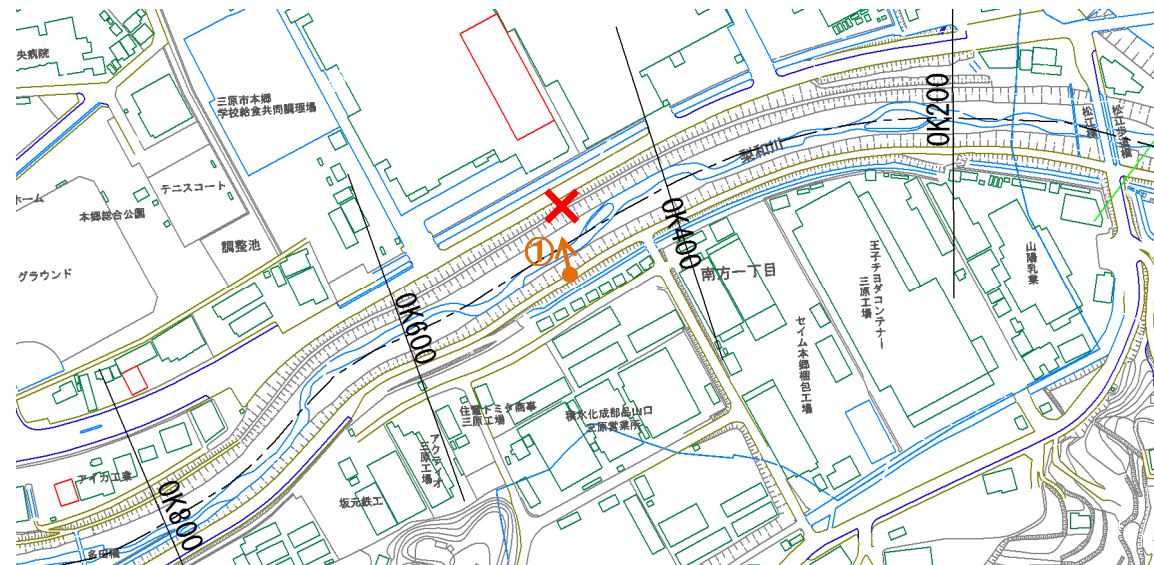 央病院
三原市本郷
学校給食共同調理場
テニスコート
ホーム
本郷総合公園
調整池
グラウンド
梨和川
0K200
松江歩道橋
①
0K400
南方一丁目
王子チヨダコンテナー
三原工場
山陽乳業
0K600
セイム本郷梱包工場
住電トミタ商事
三原工場
積水化成部品山口
三原営業所
アクティオ
三原工場
アイカ工業
坂元鉄工
0K800
多田橋